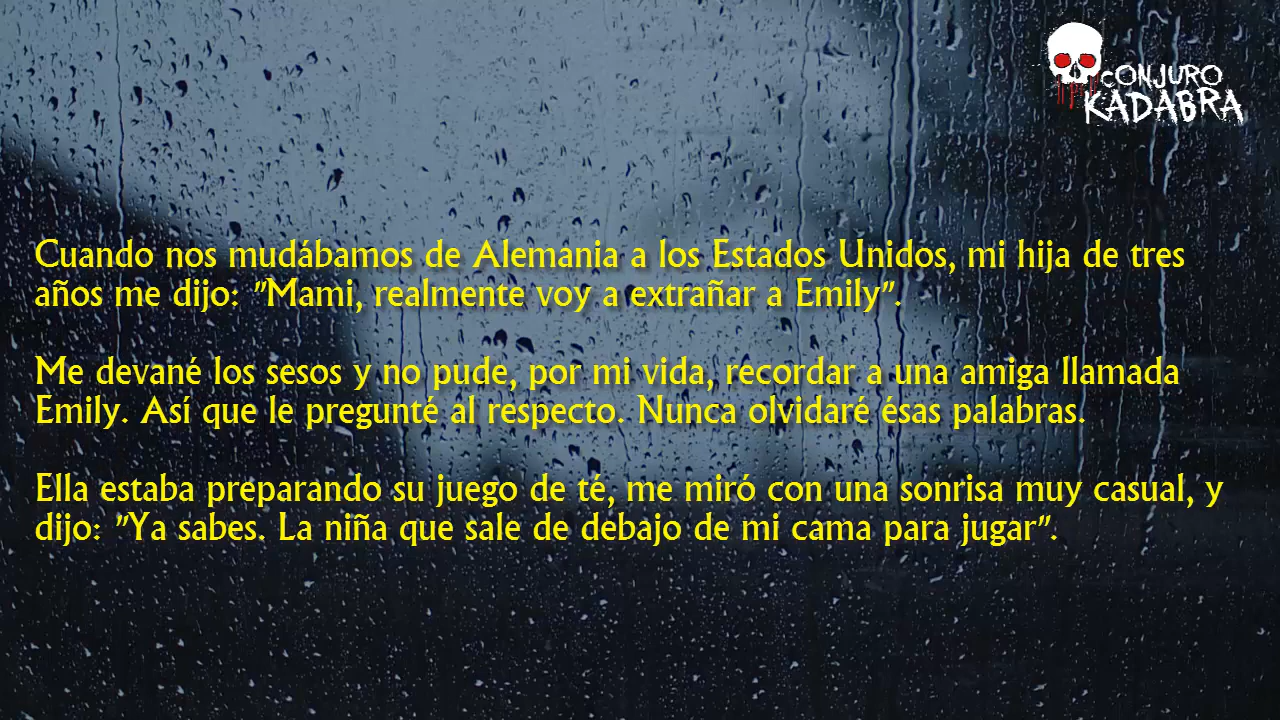 CONJURO
KADABRA
Cuando nos mudábamos de Alemania a los Estados Unidos, mi hija de tres
años me dijo: "Mami, realmente voy a extrañar a Emily".
Me devané los sesos y no pude, por mi vida, recordar a una amiga llamada
Emily. Así que le pregunté al respecto. Nunca olvidaré ésas palabras.
Ella estaba preparando su juego de té, me miró con una sonrisa muy casual, y
dijo: "Ya sabes. La niña que sale de debajo de mi cama para jugar".